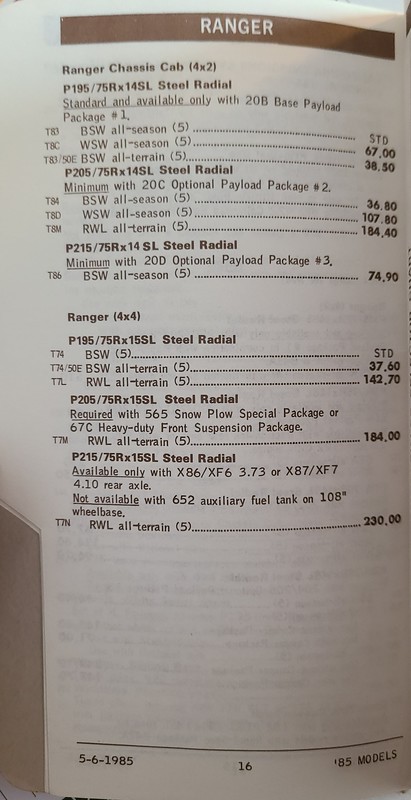 RANGER
Ranger Chassis Cab (4x2)
P195/75Rx14SL Steel Radial
Standard and available only with 20B Base Payload
Package #1.
T83 BSW all-season (5) STD
T8C WSW all-season (5) 67.00
T83/50E BSW all-terrain (5) 38.50
P205/75Rx14SL Steel Radial
Minimum with 20C Optional Payload Package #2.
T84 BSW all-season (5) 36.80
T8D WSW all-season (5) 107.80
T8M RWL all-terrain (5) 184.40
P215/75Rx14 SL Steel Radial
Minimum with 20D Optional Payload Package #3.
T86 BSW all-season (5) 74.90
Ranger (4x4)
P195/75Rx15SL Steel Radial
T74 BSW (5) STD
T74/50E BSW all-terrain (5) 37.60
T7L RWL all-terrain (5) 142.70
P205/75Rx15SL Steel Radial
Required with 565 Snow Plow Special Package or
67C Heavy-duty Front Suspension Package.
T7M RWL all-terrain (5) 184.00
P215/75Rx15SL Steel Radial
Available only with X86/XF6 3.73 or X87/XF7
4.10 rear axle.
Not available with 652 auxiliary fuel tank on 108"
wheelbase.
T7N RWL all-terrain (5) 230.00
5-6-1985 16 '85 MODELS